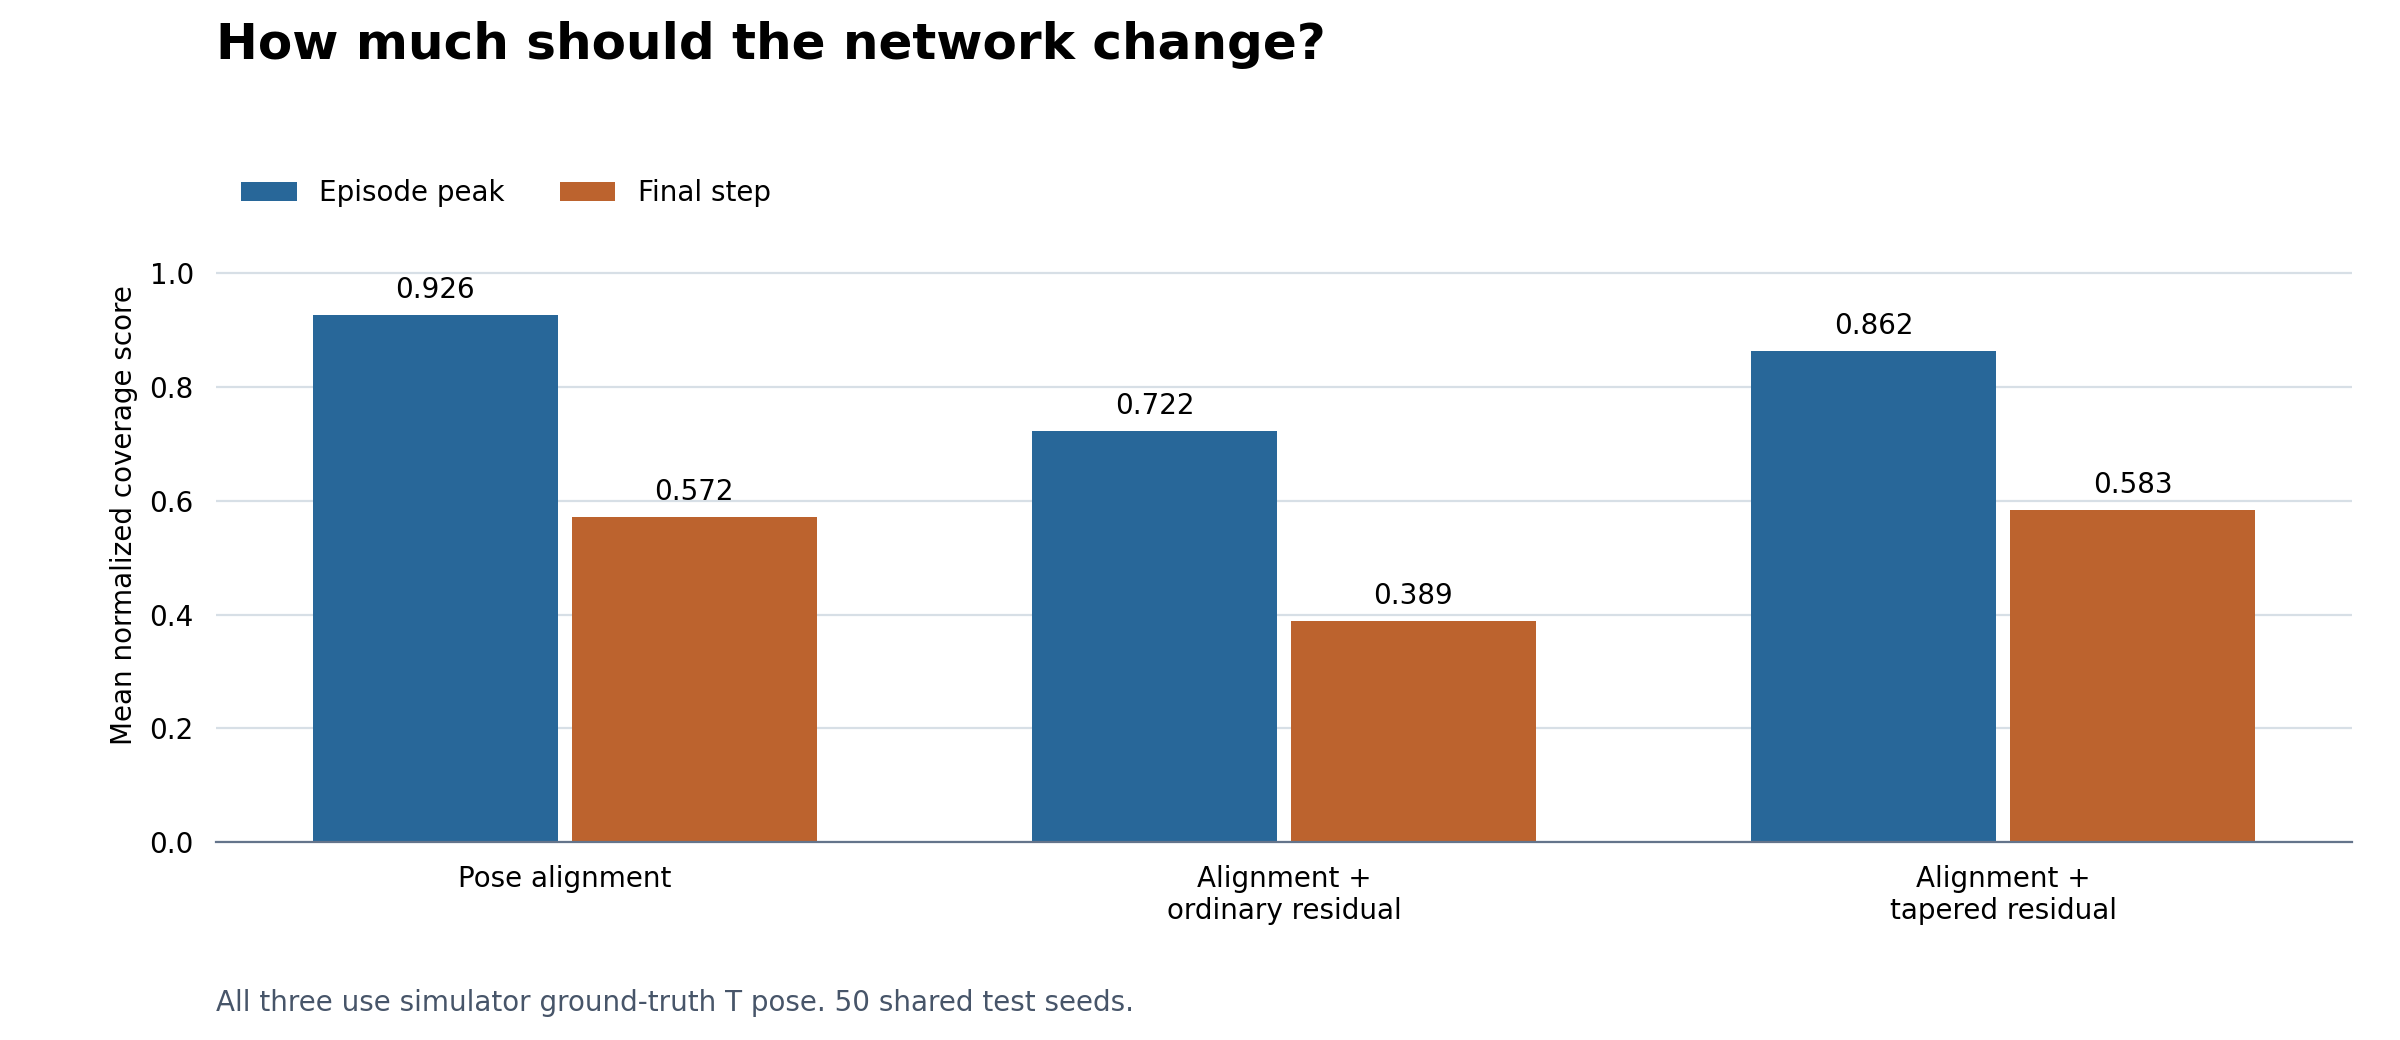 How much should the network change?
Episode peak
Final step
Mean normalized coverage score
1.0
0.8
0.6
0.4
0.2
0.0
0.926
0.572
0.722
0.389
0.862
0.583
Pose alignment
Alignment +
ordinary residual
Alignment +
tapered residual
All three use simulator ground-truth T pose. 50 shared test seeds.